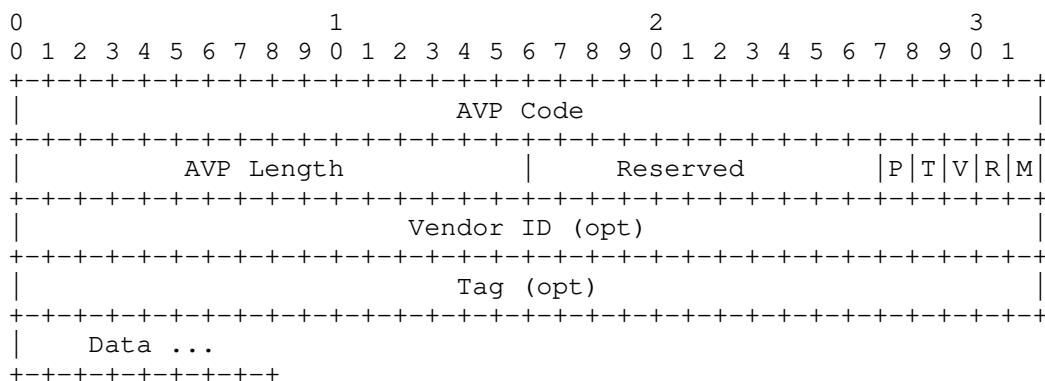 0                   1                   2                   3
0 1 2 3 4 5 6 7 8 9 0 1 2 3 4 5 6 7 8 9 0 1 2 3 4 5 6 7 8 9 0 1
+-+-+-+-+-+-+-+-+-+-+-+-+-+-+-+-+-+-+-+-+-+-+-+-+-+-+-+-+-+-+-+-+
|                           AVP Code                            |
+-+-+-+-+-+-+-+-+-+-+-+-+-+-+-+-+-+-+-+-+-+-+-+-+-+-+-+-+-+-+-+-+
|          AVP Length           |     Reserved        |P|T|V|R|M|
+-+-+-+-+-+-+-+-+-+-+-+-+-+-+-+-+-+-+-+-+-+-+-+-+-+-+-+-+-+-+-+-+
|                        Vendor ID (opt)                        |
+-+-+-+-+-+-+-+-+-+-+-+-+-+-+-+-+-+-+-+-+-+-+-+-+-+-+-+-+-+-+-+-+
|                           Tag (opt)                           |
+-+-+-+-+-+-+-+-+-+-+-+-+-+-+-+-+-+-+-+-+-+-+-+-+-+-+-+-+-+-+-+-+
|    Data ...
+-+-+-+-+-+-+-+-+